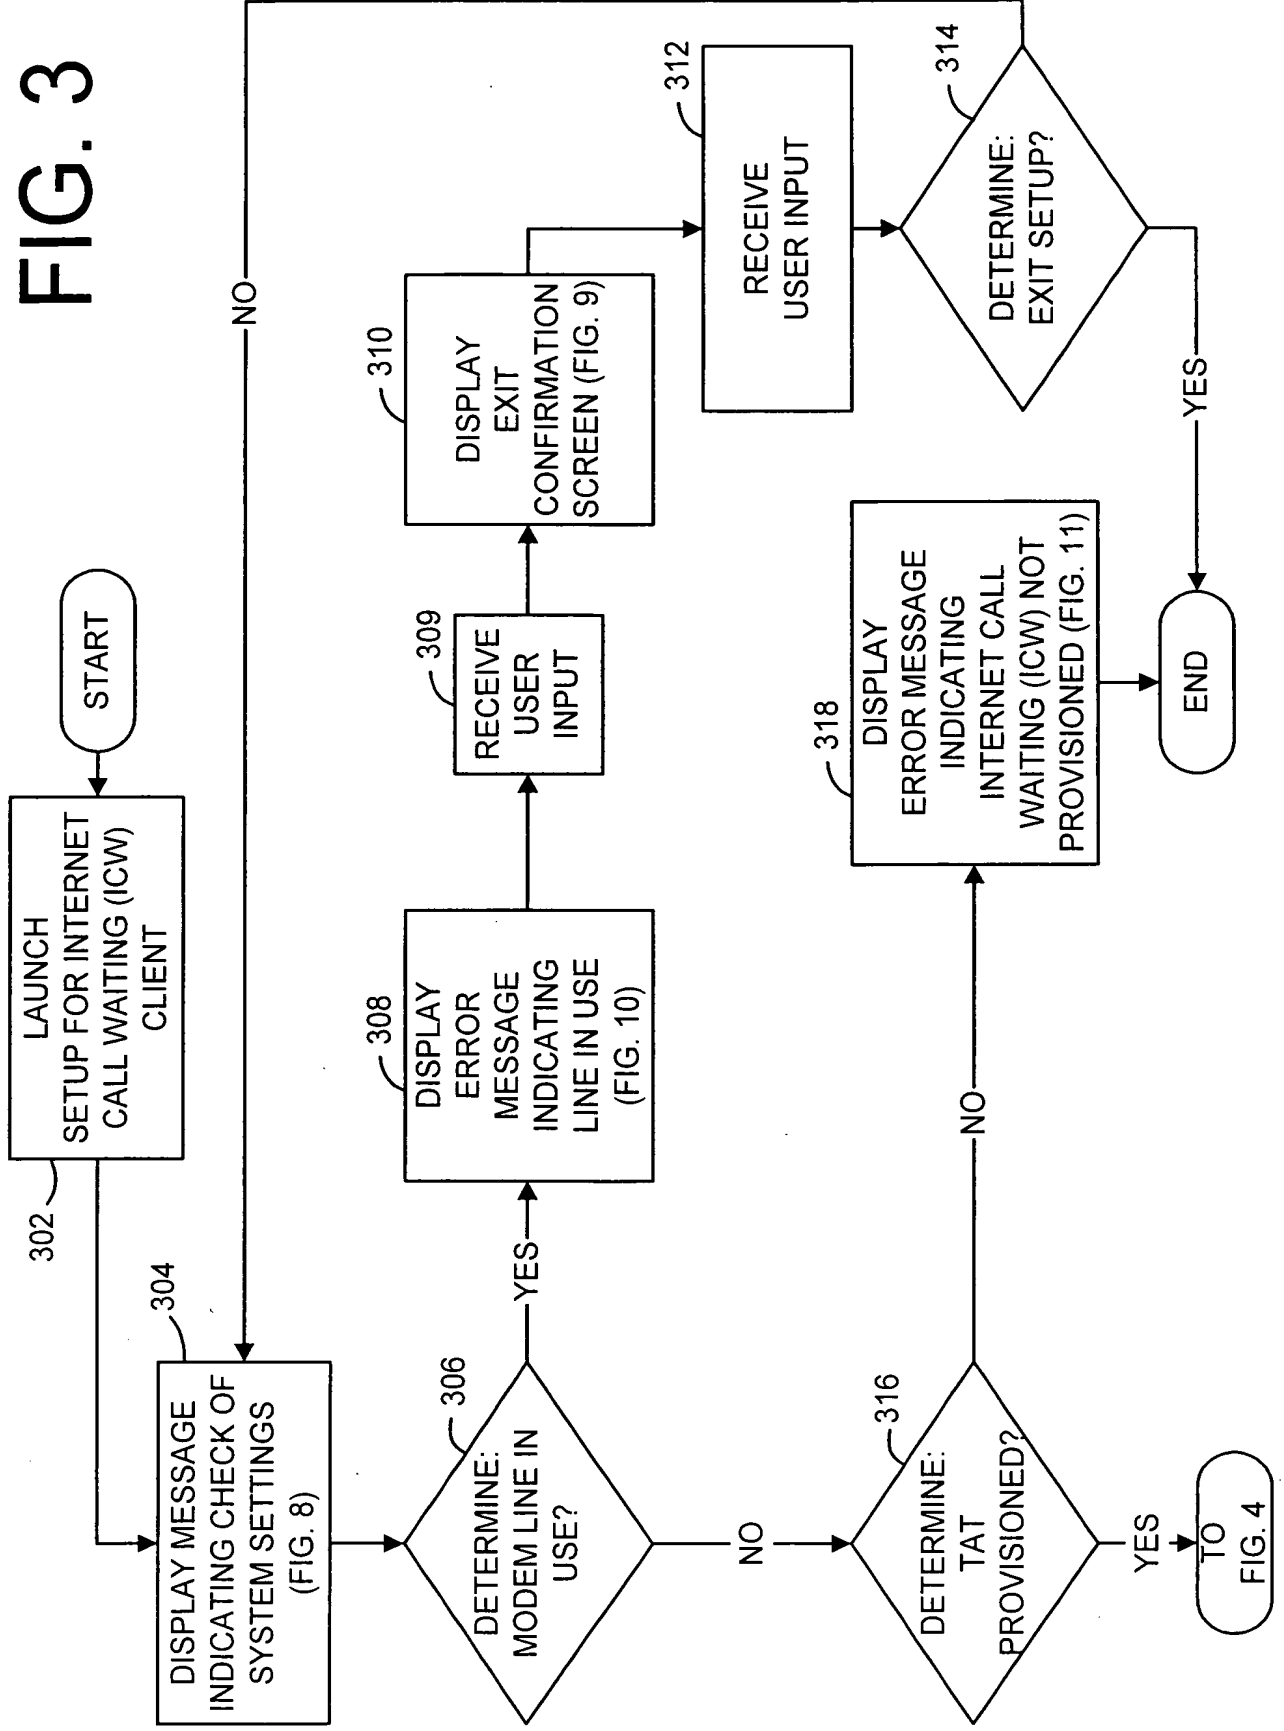 FIG. 3
START
302
LAUNCH
SETUP FOR INTERNET
CALL WAITING (ICW)
CLIENT
304
DISPLAY MESSAGE
INDICATING CHECK OF
SYSTEM SETTINGS
(FIG. 8)
NO
306
DETERMINE:
MODEM LINE IN
USE?
YES
308
DISPLAY
ERROR
MESSAGE
INDICATING
LINE IN USE
(FIG. 10)
309
RECEIVE
USER
INPUT
310
DISPLAY
EXIT
CONFIRMATION
SCREEN (FIG. 9)
312
RECEIVE
USER INPUT
314
DETERMINE:
EXIT SETUP?
YES
NO
316
DETERMINE:
TAT
PROVISIONED?
NO
318
DISPLAY
ERROR MESSAGE
INDICATING
INTERNET CALL
WAITING (ICW) NOT
PROVISIONED (FIG. 11)
YES
TO
FIG. 4
END